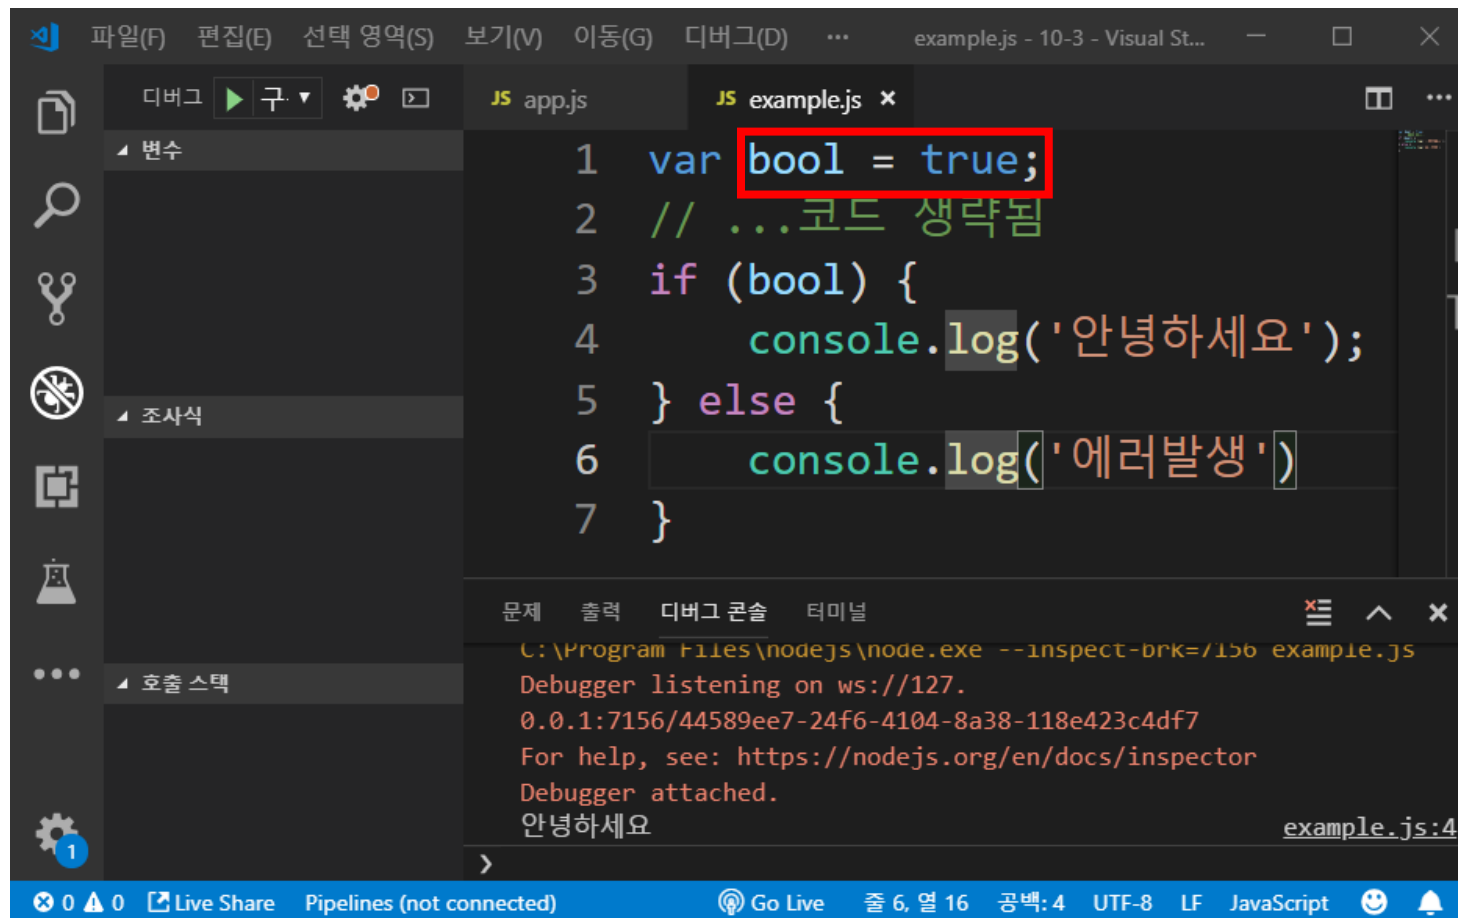 파일(F) 편집(E) 선택 영역(S) 보기(V) 이동(G) 디버그(D) ··· example.js - 10-3 - Visual St...
디버그 구· JS app.js JS example.js
변수
조사식
호출 스택
1 var bool = true;
2 // ...코드 생략됨
3 if (bool) {
4 console.log('안녕하세요');
5 } else {
6 console.log('에러발생')
7 }
문제 출력 디버그 콘솔 터미널
C:\Program Files\nodejs\node.exe --inspect-brk=7156 example.js
Debugger listening on ws://127.
0.0.1:7156/44589ee7-24f6-4104-8a38-118e423c4df7
For help, see: https://nodejs.org/en/docs/inspector
Debugger attached.
안녕하세요 example.js:4
1
0 0 Live Share Pipelines (not connected) Go Live 줄 6, 열 16 공백: 4 UTF-8 LF JavaScript